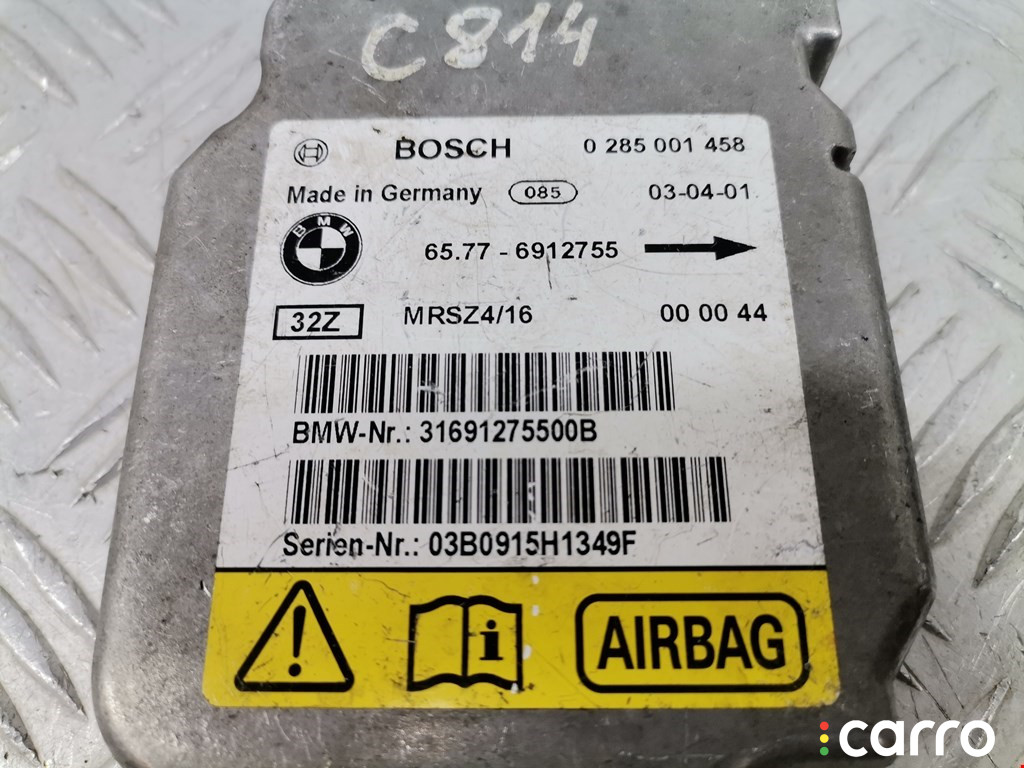 C814
BOSCH 0 285 001 458
Made in Germany 085 03-04-01
BMW 65.77 - 6912755
32Z MRSZ4/16 00 00 44
BMW-Nr.: 31691275500B
Serien-Nr.: 03B0915H1349F
AIRBAG
carro